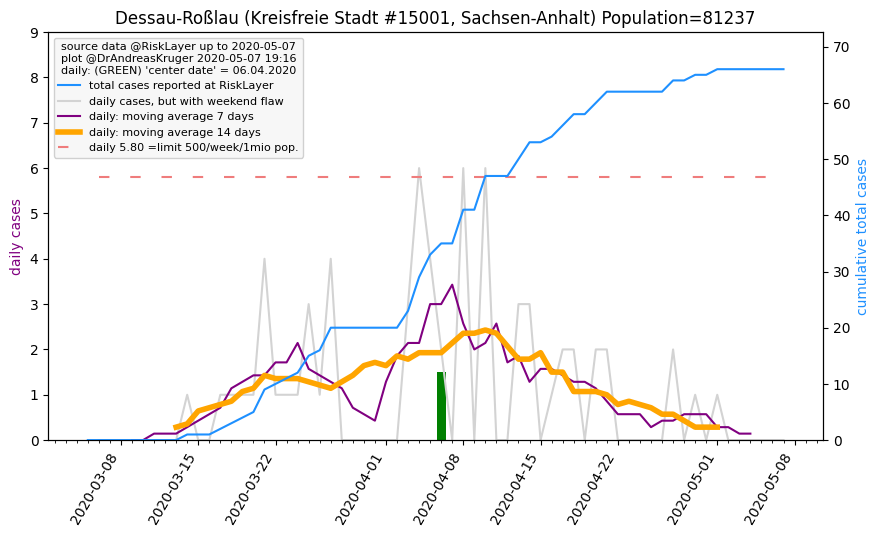 Dessau-Roßlau (Kreisfreie Stadt #15001, Sachsen-Anhalt) Population=81237
source data @RiskLayer up to 2020-05-07
plot @DrAndreasKruger 2020-05-07 19:16
daily: (GREEN) 'center date' = 06.04.2020
total cases reported at RiskLayer
daily cases, but with weekend flaw
daily: moving average 7 days
daily: moving average 14 days
daily 5.80 =limit 500/week/1mio pop.
daily cases
9
8
7
6
5
4
3
2
1
0
70
60
50
40
30
20
10
0
cumulative total cases
2020-03-08
2020-03-15
2020-03-22
2020-04-01
2020-04-08
2020-04-15
2020-04-22
2020-05-01
2020-05-08